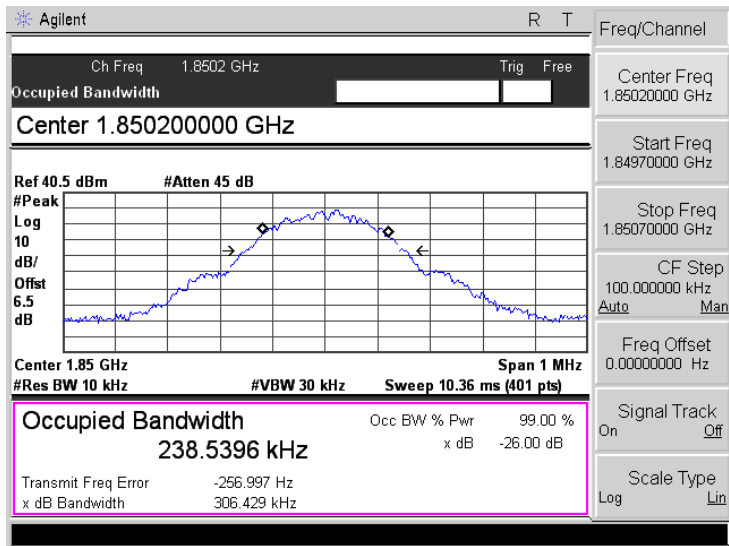 Agilent R T
Freq/Channel
Ch Freq 1.8502 GHz Trig Free
Occupied Bandwidth
Center 1.850200000 GHz
Ref 40.5 dBm #Atten 45 dB
#Peak
Log
10
dB/
Offst
6.5
dB
Center 1.85 GHz Span 1 MHz
#Res BW 10 kHz #VBW 30 kHz Sweep 10.36 ms (401 pts)
Occupied Bandwidth
238.5396 kHz
Occ BW % Pwr 99.00 %
x dB -26.00 dB
Transmit Freq Error -256.997 Hz
x dB Bandwidth 306.429 kHz
Center Freq
1.85020000 GHz
Start Freq
1.84970000 GHz
Stop Freq
1.85070000 GHz
CF Step
100.000000 kHz
Auto Man
Freq Offset
0.00000000 Hz
Signal Track
On Off
Scale Type
Log Lin